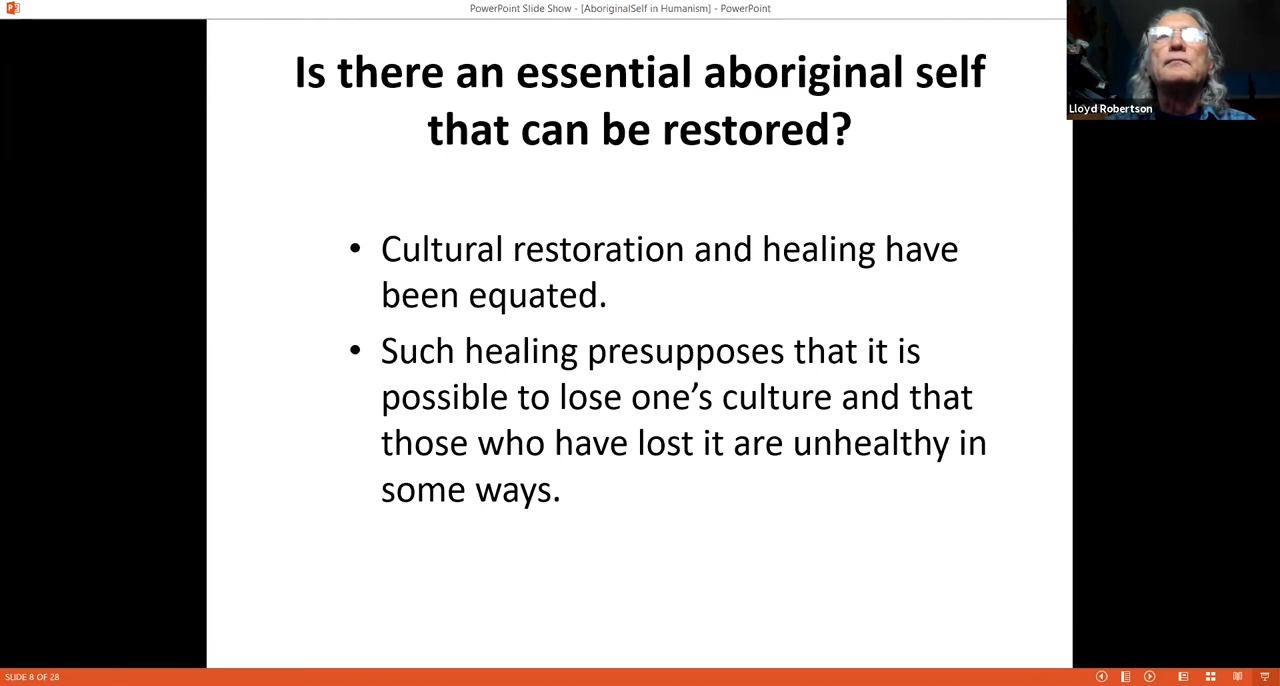 PowerPoint Slide Show - [AboriginalSelf in Humanism] - PowerPoint
Lloyd Robertson
Is there an essential aboriginal self
that can be restored?
• Cultural restoration and healing have
been equated.
• Such healing presupposes that it is
possible to lose one’s culture and that
those who have lost it are unhealthy in
some ways.
SLIDE 8 OF 28